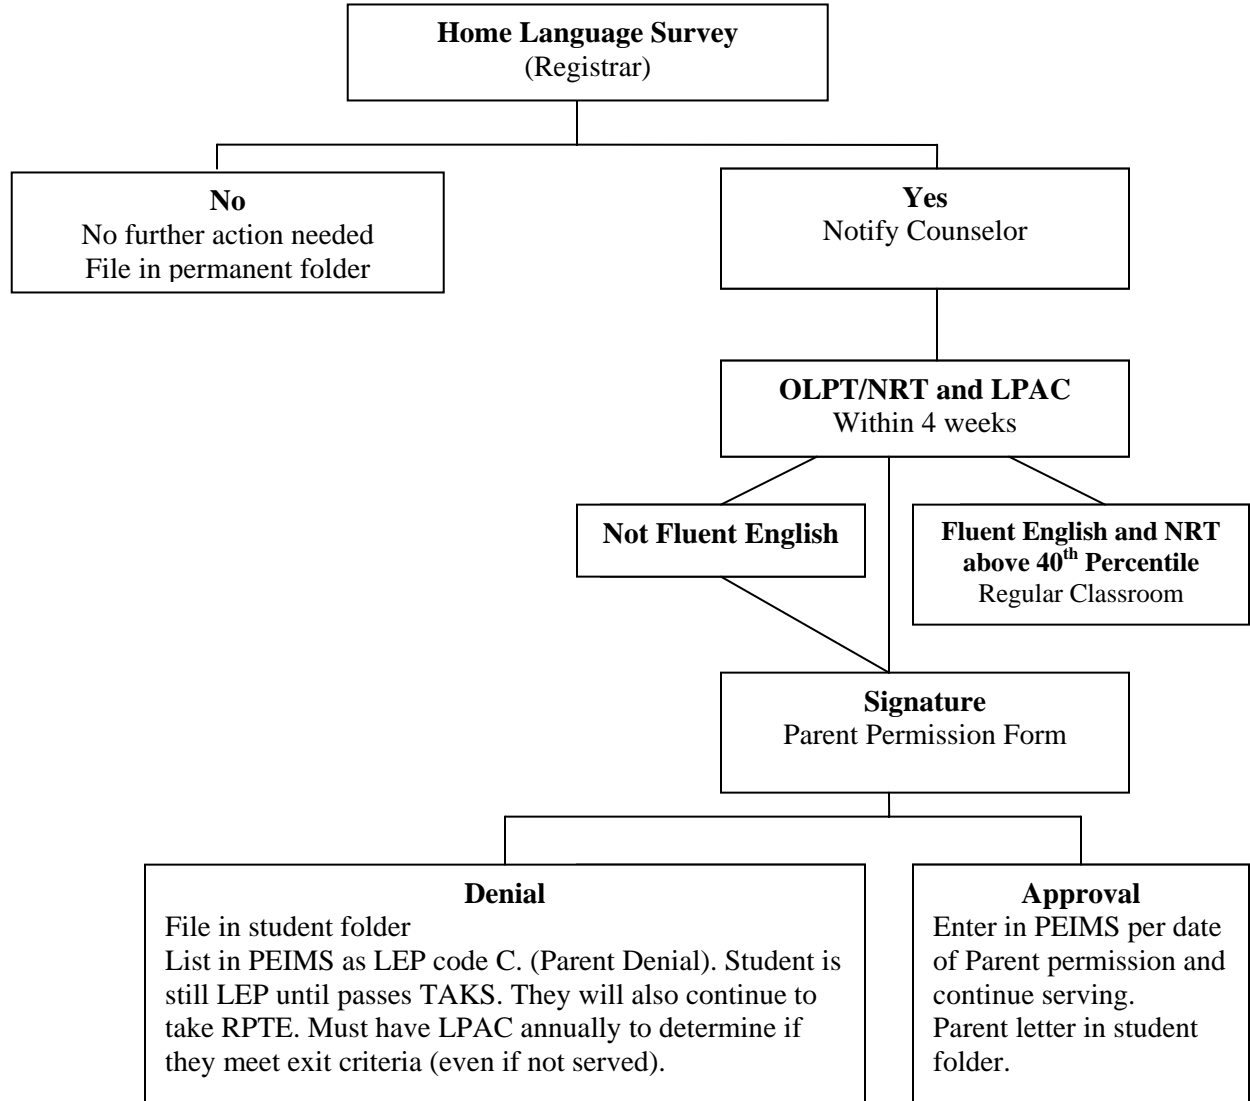 Home Language Survey
(Registrar)
No
No further action needed
File in permanent folder
Yes
Notify Counselor
OLPT/NRT and LPAC
Within 4 weeks
Not Fluent English
Fluent English and NRT
above 40th Percentile
Regular Classroom
Signature
Parent Permission Form
Denial
File in student folder
List in PEIMS as LEP code C. (Parent Denial). Student is
still LEP until passes TAKS. They will also continue to
take RPTE. Must have LPAC annually to determine if
they meet exit criteria (even if not served).
Approval
Enter in PEIMS per date
of Parent permission and
continue serving.
Parent letter in student
folder.